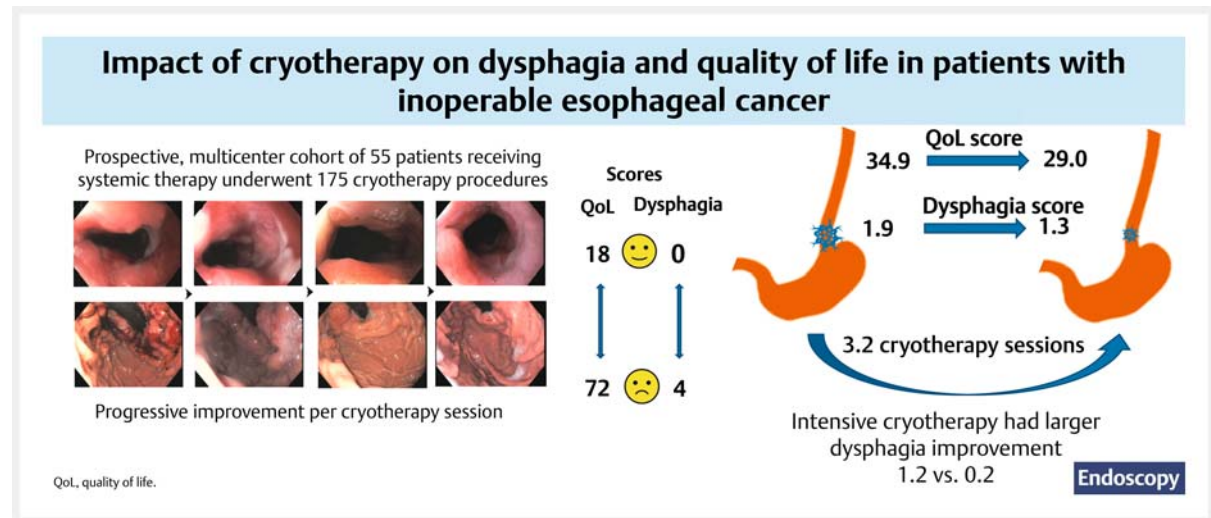 Impact of cryotherapy on dysphagia and quality of life in patients with
inoperable esophageal cancer
Prospective, multicenter cohort of 55 patients receiving
systemic therapy underwent 175 cryotherapy procedures
Progressive improvement per cryotherapy session
Scores
QoL Dysphagia
18 0
72 4
QoL score
34.9 29.0
Dysphagia score
1.9 1.3
3.2 cryotherapy sessions
Intensive cryotherapy had larger
dysphagia improvement
1.2 vs. 0.2
QoL, quality of life.
Endoscopy